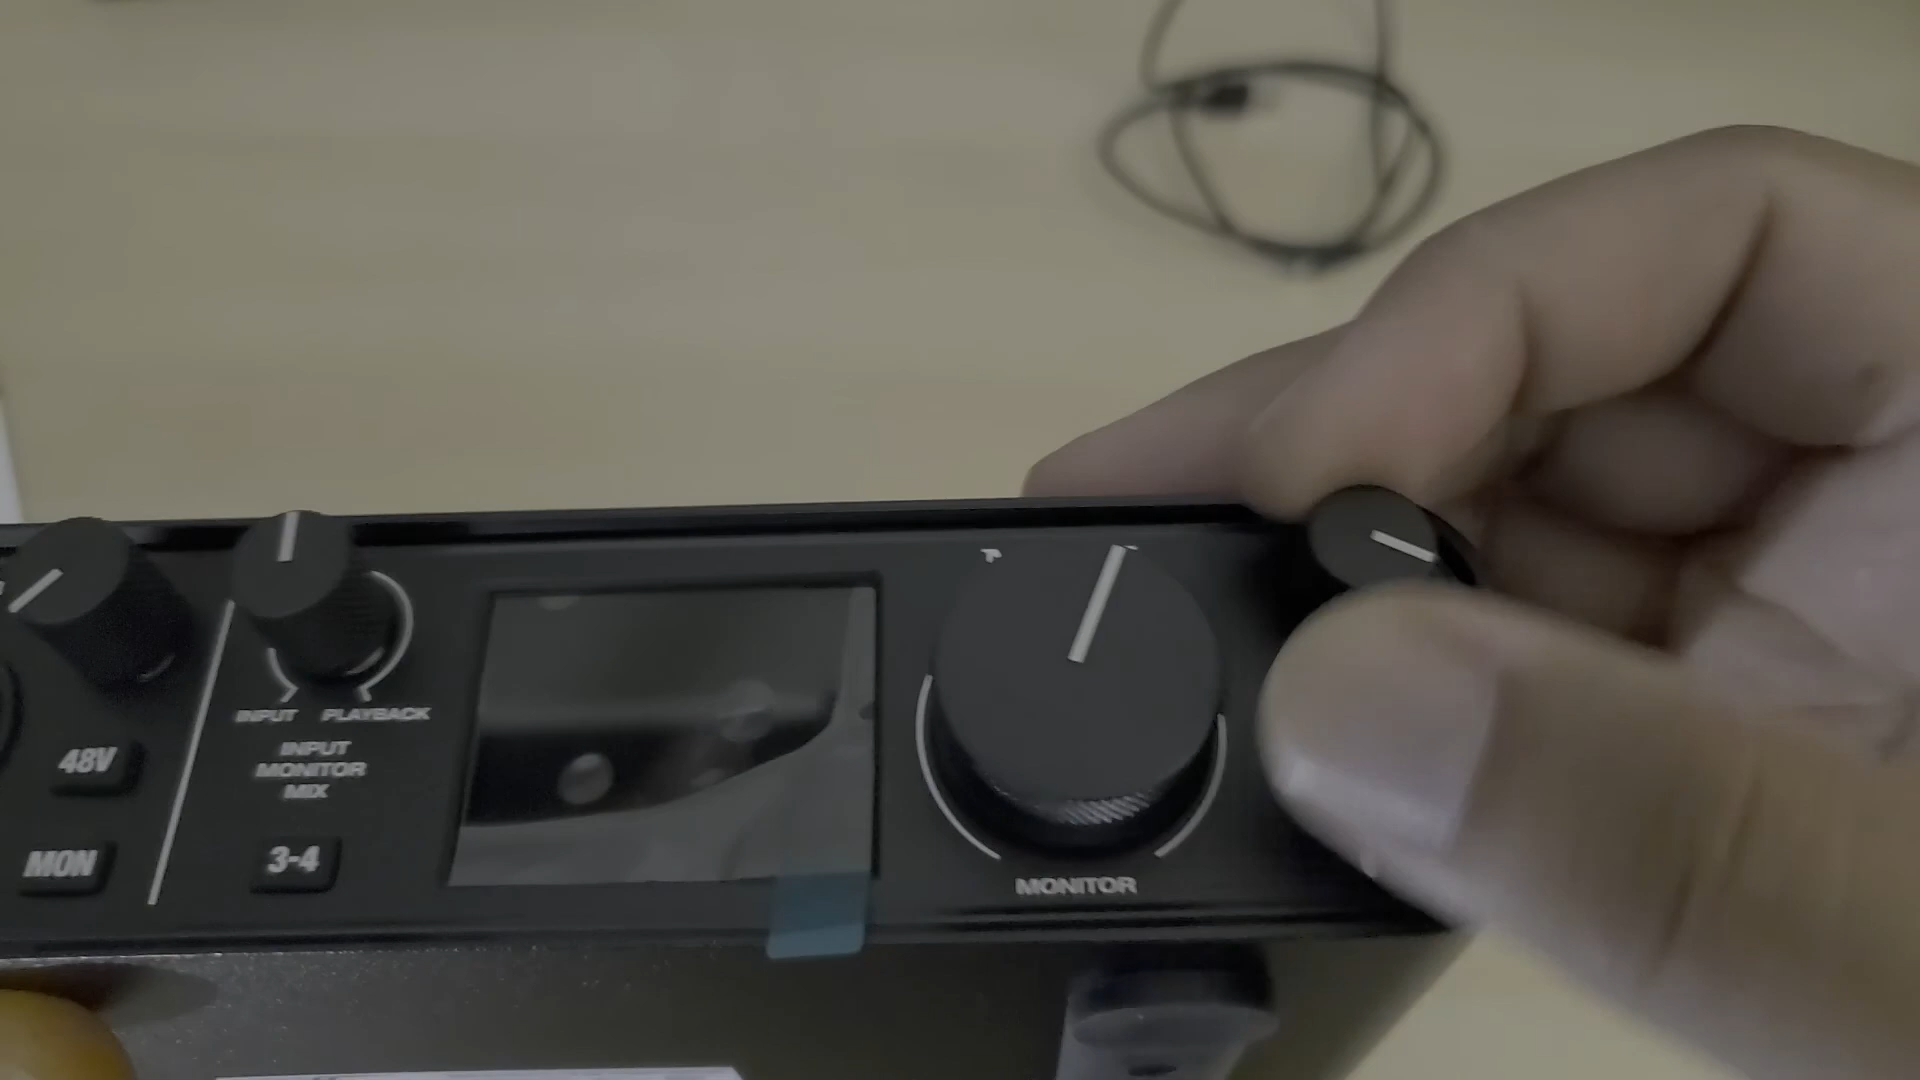 INPUT PLAYBACK
INPUT
MONITOR
MIX
48V
MON
3-4
MONITOR